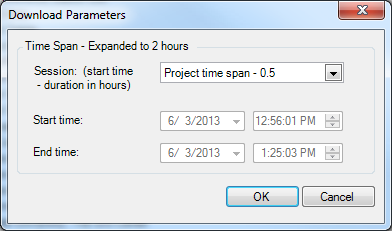 Download Parameters
Time Span - Expanded to 2 hours
Session: (start time
- duration in hours)
Project time span - 0.5
Start time:
6/ 3/2013
12:56:01 PM
End time:
6/ 3/2013
1:25:03 PM
OK
Cancel